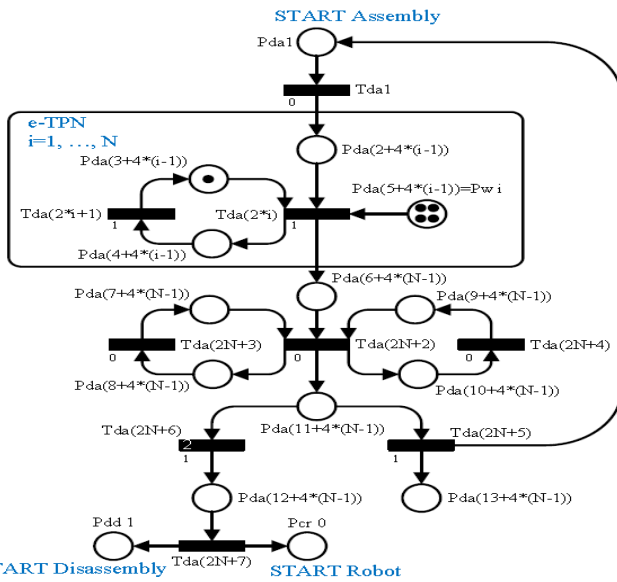 START Assembly
Pda1
Tda1
0
e-TPN
i=1, ..., N
Pda(2+4*(i-1))
Pda(3+4*(i-1))
Pda(5+4*(i-1))=Pw i
Tda(2*i+1)
Tda(2*i)
1
1
Pda(4+4*(i-1))
Pda(6+4*(N-1))
Pda(7+4*(N-1))
Pda(9+4*(N-1))
Tda(2N+3)
Tda(2N+2)
Tda(2N+4)
0
0
0
Pda(8+4*(N-1))
Pda(10+4*(N-1))
Tda(2N+6)
Pda(11+4*(N-1))
Tda(2N+5)
2
1
1
Pda(12+4*(N-1))
Pda(13+4*(N-1))
Pdd 1
Pcr 0
Tda(2N+7)
TART Disassembly
START Robot